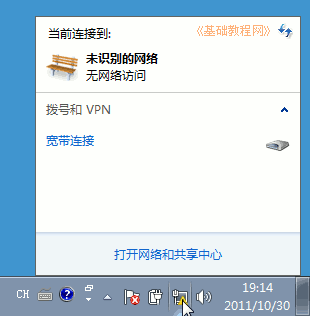 当前连接到:
《基础教程网》
未识别的网络
无网络访问
拨号和 VPN
宽带连接
打开网络和共享中心
CH
19:14
2011/10/30